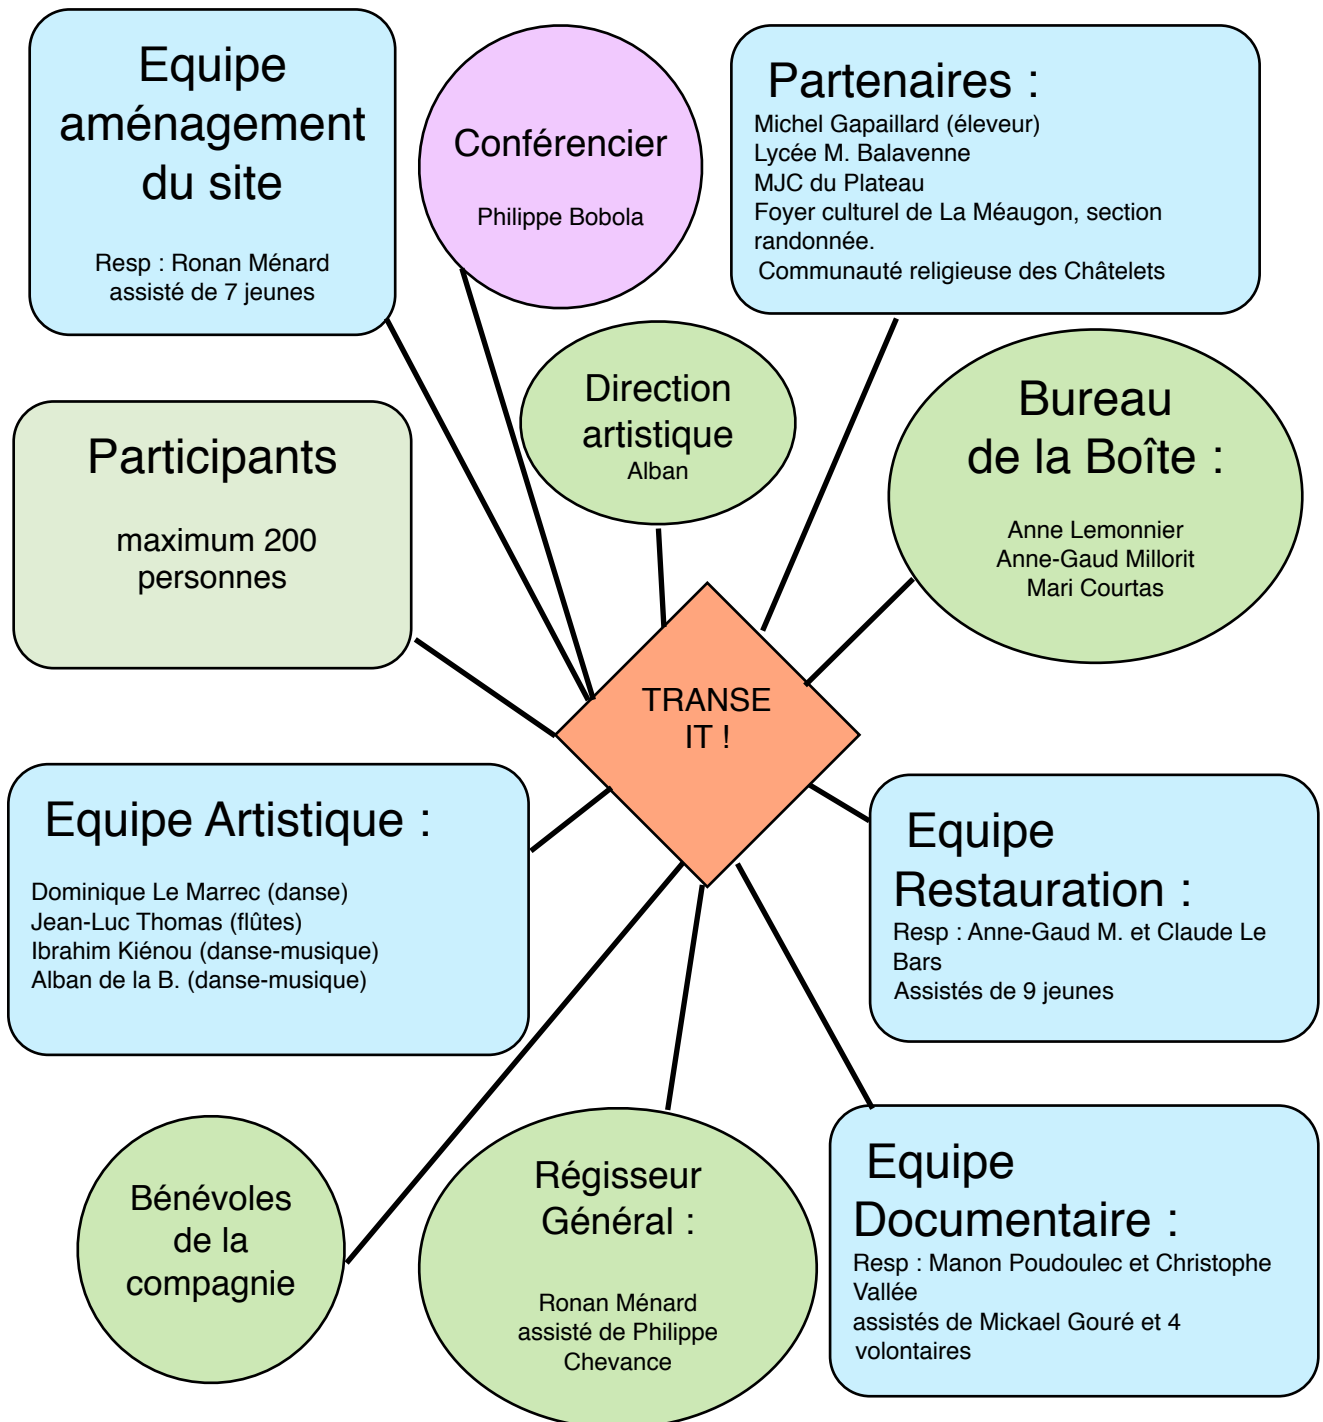 Equipe
aménagement
du site
Resp : Ronan Ménard
assisté de 7 jeunes
Conférencier
Philippe Bobola
Partenaires :
Michel Gapaillard (éleveur)
Lycée M. Balavenne
MJC du Plateau
Foyer culturel de La Méaugon, section
randonnée.
Communauté religieuse des Châtelets
Direction
artistique
Alban
Bureau
de la Boîte :
Anne Lemonnier
Anne-Gaud Millorit
Mari Courtas
Participants
maximum 200
personnes
TRANSE
IT !
Equipe Artistique :
Dominique Le Marrec (danse)
Jean-Luc Thomas (flûtes)
Ibrahim Kiénou (danse-musique)
Alban de la B. (danse-musique)
Equipe
Restauration :
Resp : Anne-Gaud M. et Claude Le
Bars
Assistés de 9 jeunes
Bénévoles
de la
compagnie
Régisseur
Général :
Ronan Ménard
assisté de Philippe
Chevance
Equipe
Documentaire :
Resp : Manon Poudoulec et Christophe
Vallée
assistés de Mickael Gouré et 4
volontaires